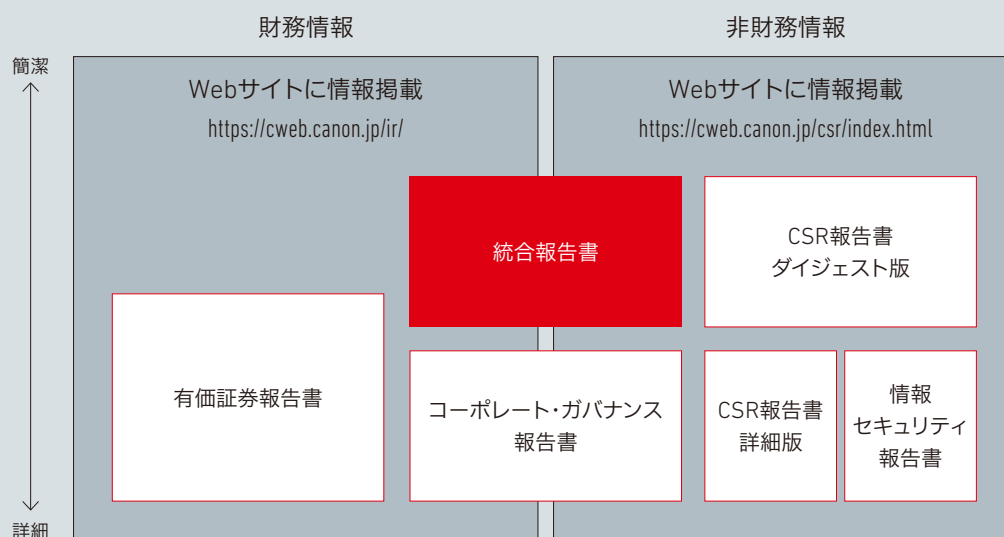 財務情報
非財務情報
簡潔
Webサイトに情報掲載
https://cweb.canon.jp/ir/
Webサイトに情報掲載
https://cweb.canon.jp/csr/index.html
統合報告書
CSR報告書
ダイジェスト版
有価証券報告書
コーポレート・ガバナンス
報告書
CSR報告書
詳細版
情報
セキュリティ
報告書
詳細